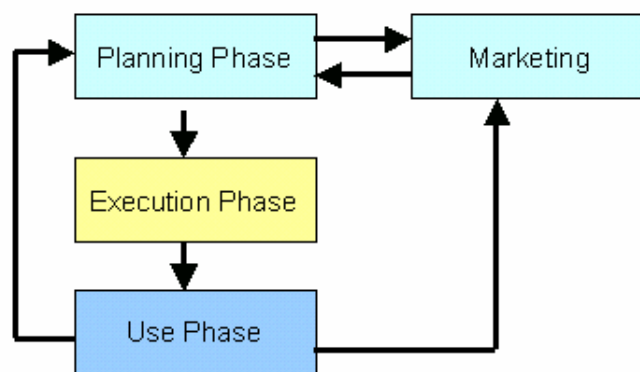 Planning Phase
Marketing
Execution Phase
Use Phase